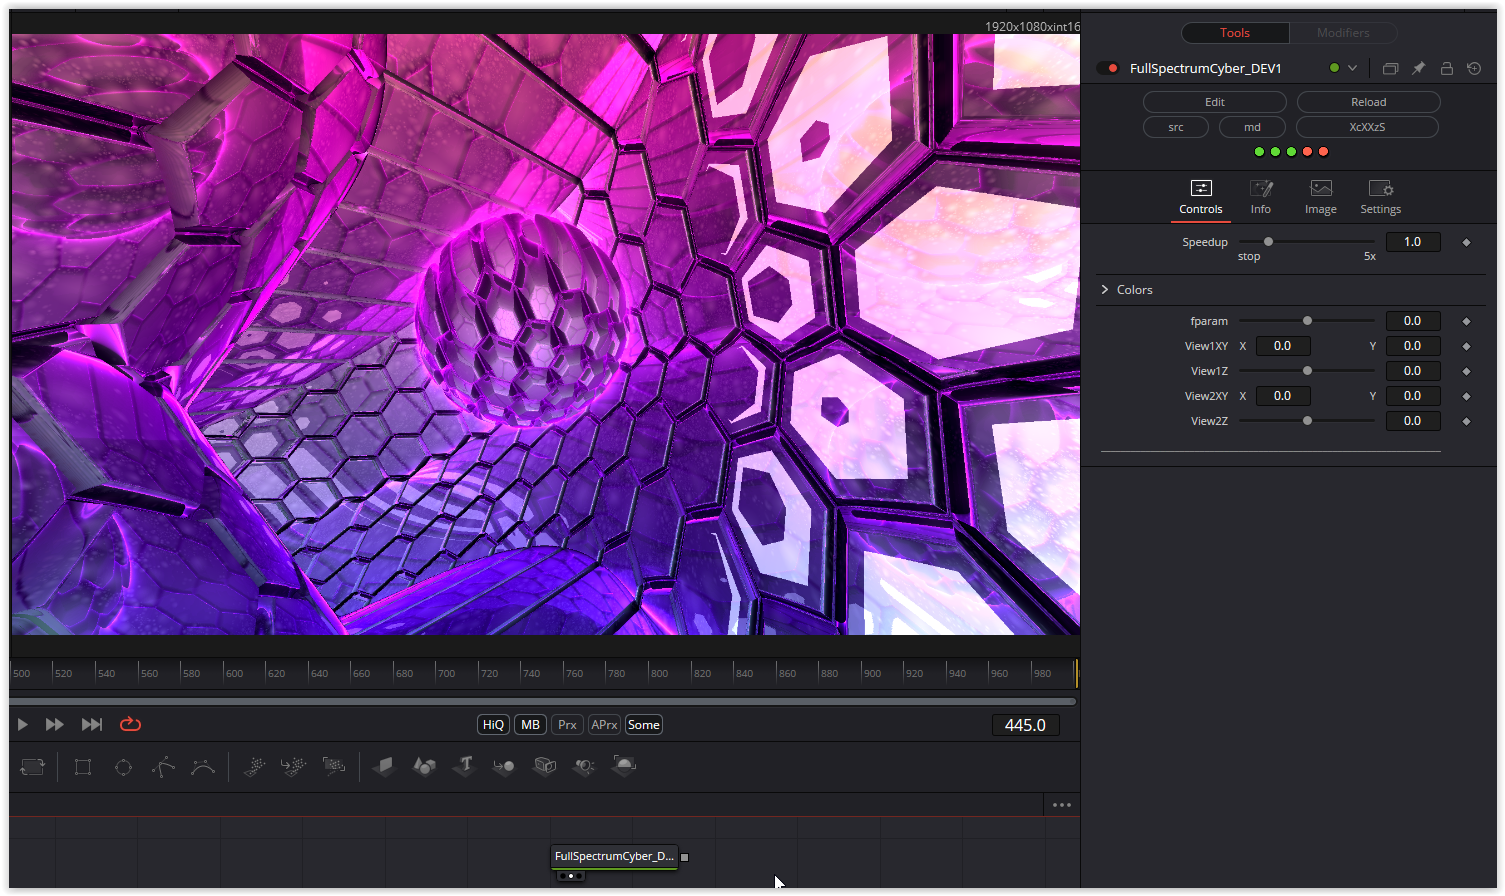 1920x1080xint16
Tools Modifiers
FullSpectrumCyber_DEV1
Edit Reload
src md XcXXzS
Controls Info Image Settings
Speedup 1.0
stop 5x
Colors
fparam 0.0
View1XY X 0.0 Y 0.0
View1Z 0.0
View2XY X 0.0 Y 0.0
View2Z 0.0
500 520 540 560 580 600 620 640 660 680 700 720 740 760 780 800 820 840 860 880 900 920 940 960 980
HiQ MB Prx APrx Some 445.0
FullSpectrumCyber_D...